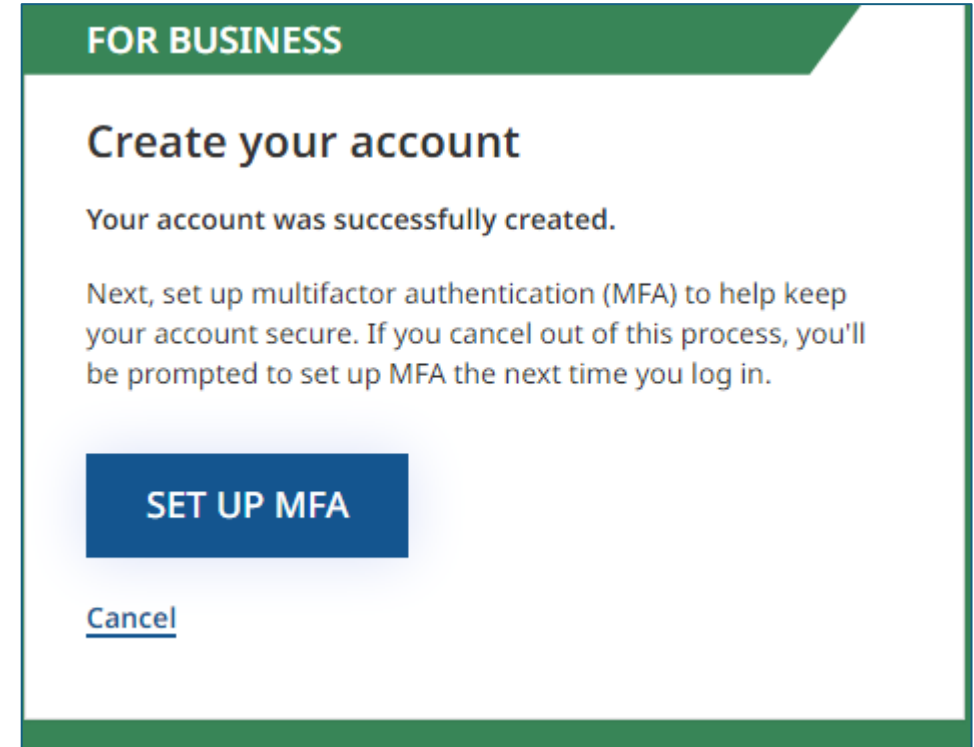 FOR BUSINESS
Create your account
Your account was successfully created.
Next, set up multifactor authentication (MFA) to help keep
your account secure. If you cancel out of this process, you'll
be prompted to set up MFA the next time you log in.
SET UP MFA
Cancel